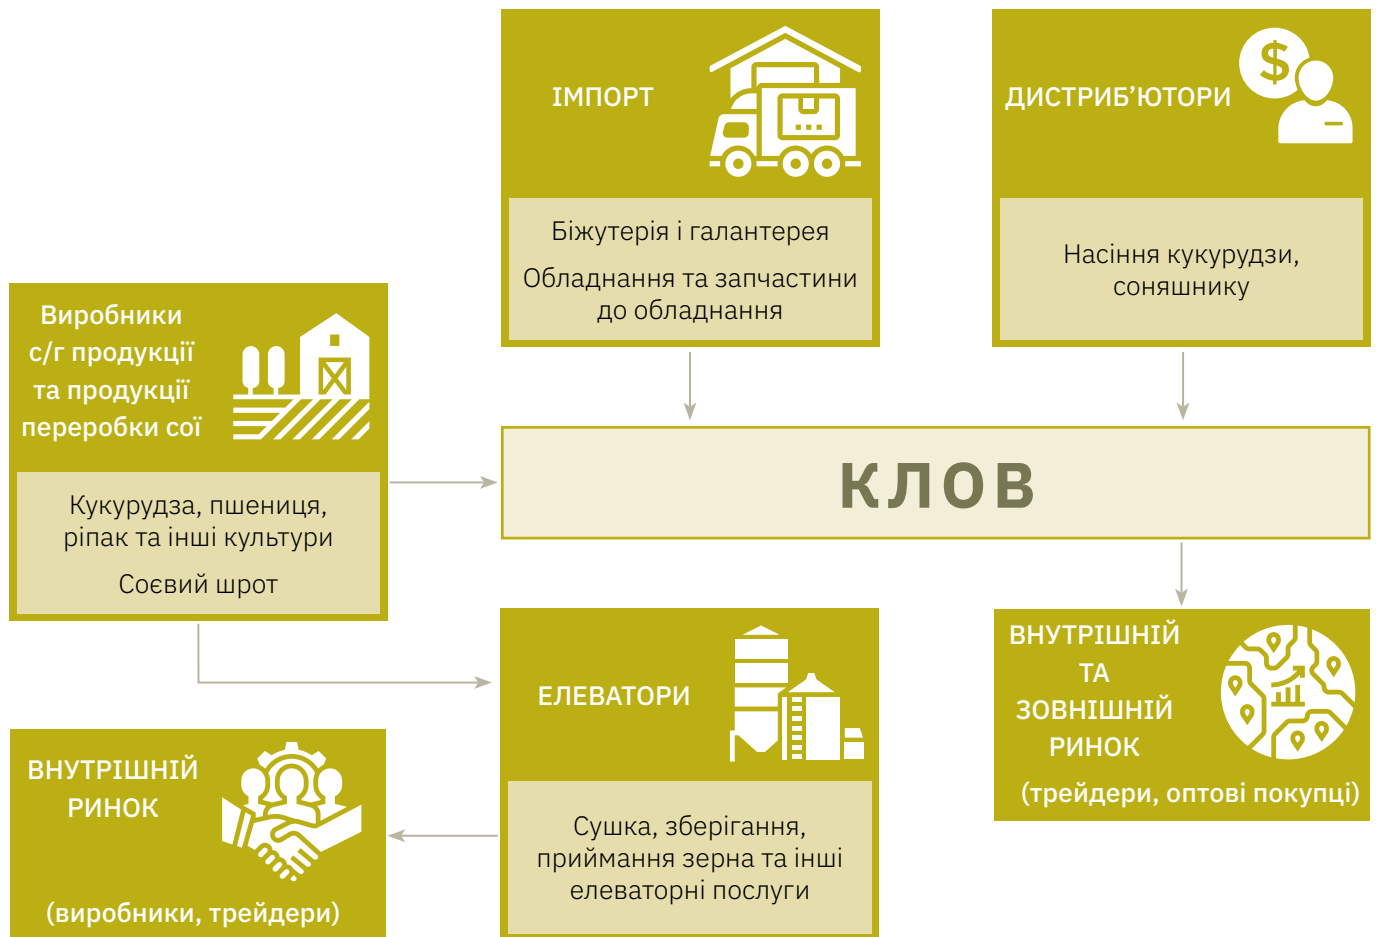 ІМПОРТ
Біжутерія і галантерея
Обладнання та запчастини
до обладнання
ДИСТРИБ’ЮТОРИ
$
Насіння кукурудзи,
соняшнику
Виробники
с/г продукції
та продукції
переробки сої
Кукурудза, пшениця,
ріпак та інші культури
Соєвий шрот
КЛОВ
ЕЛЕВАТОРИ
Сушка, зберігання,
приймання зерна та інші
елеваторні послуги
ВНУТРІШНІЙ
ТА
ЗОВНІШНІЙ
РИНОК
(трейдери, оптові покупці)
ВНУТРІШНІЙ
РИНОК
(виробники, трейдери)